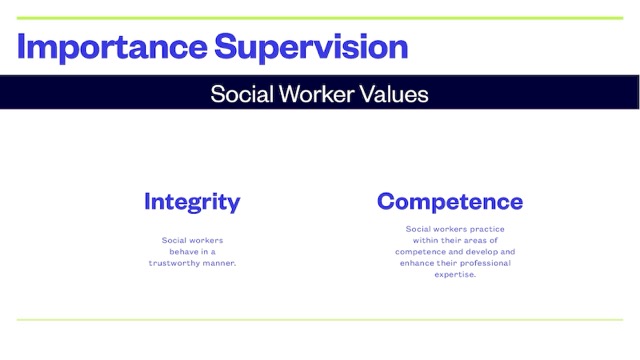 Importance Supervision
Social Worker Values
Integrity
Social workers
behave in a
trustworthy manner.
Competence
Social workers practice
within their areas of
competence and develop and
enhance their professional
expertise.